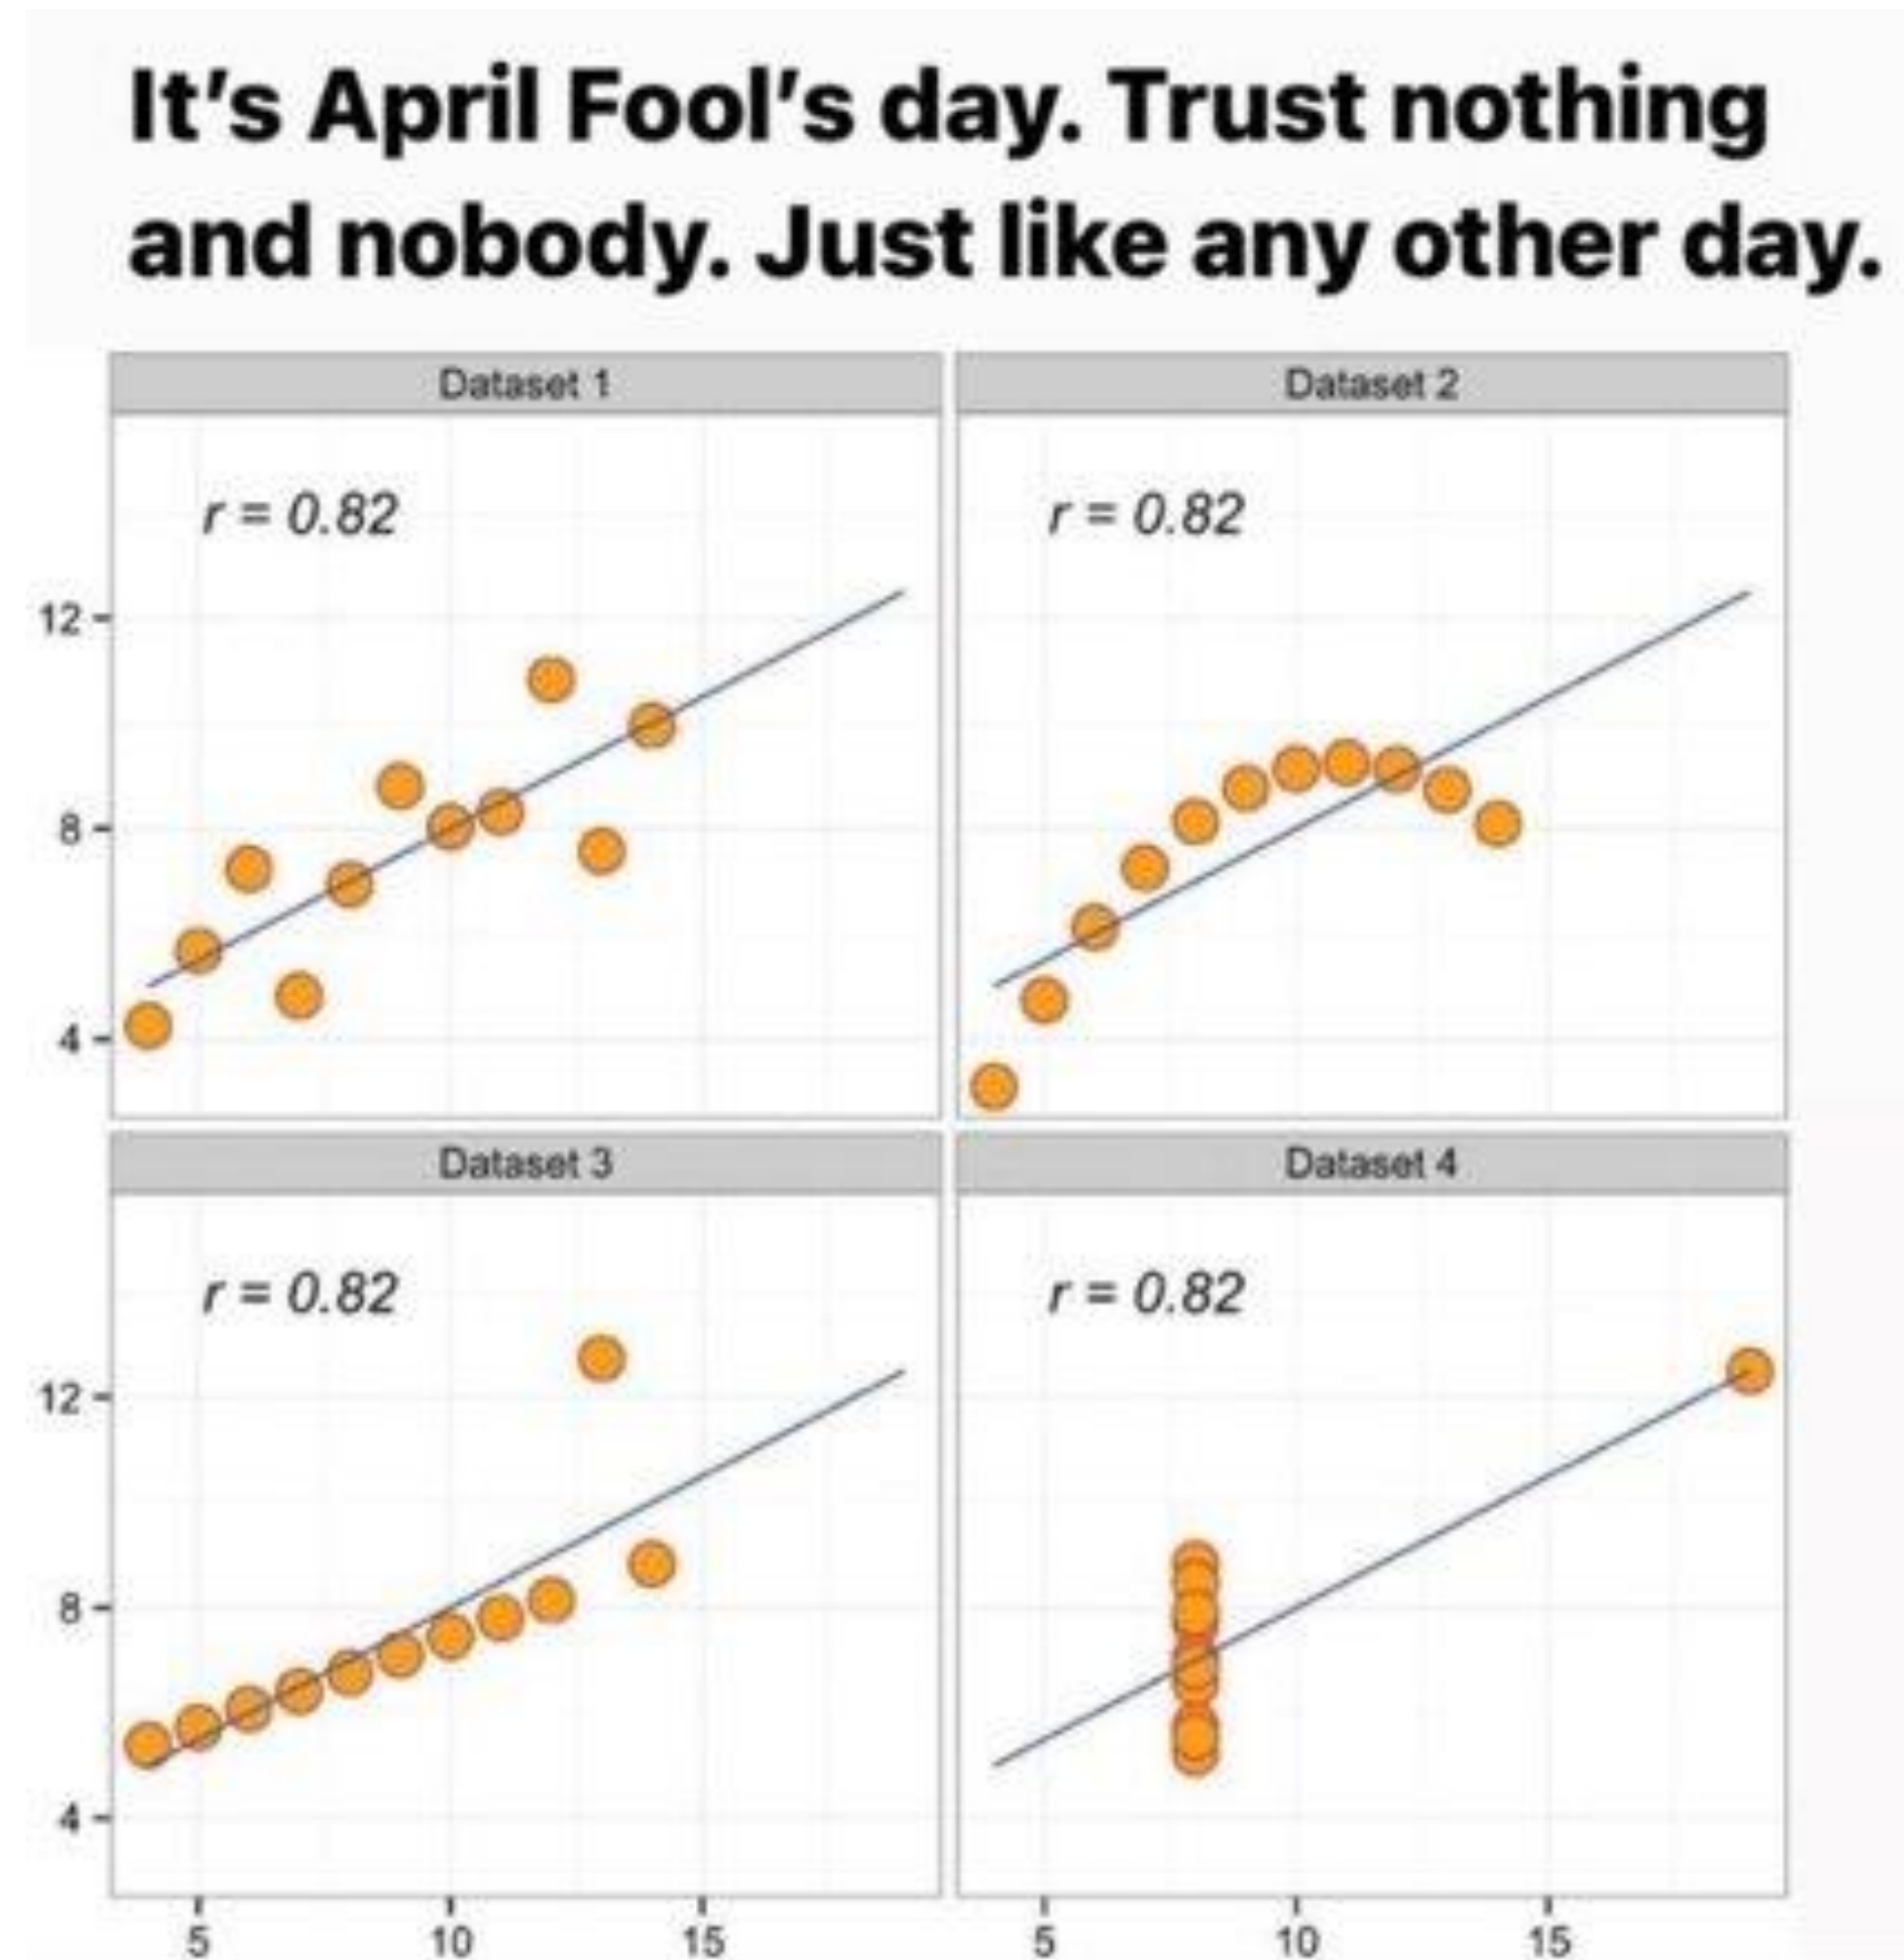 It’s April Fool’s day. Trust nothing
and nobody. Just like any other day.
Dataset 1
Dataset 2
r = 0.82
r = 0.82
12
8
4
Dataset 3
Dataset 4
r = 0.82
r = 0.82
12
8
4
5 10 15
5 10 15